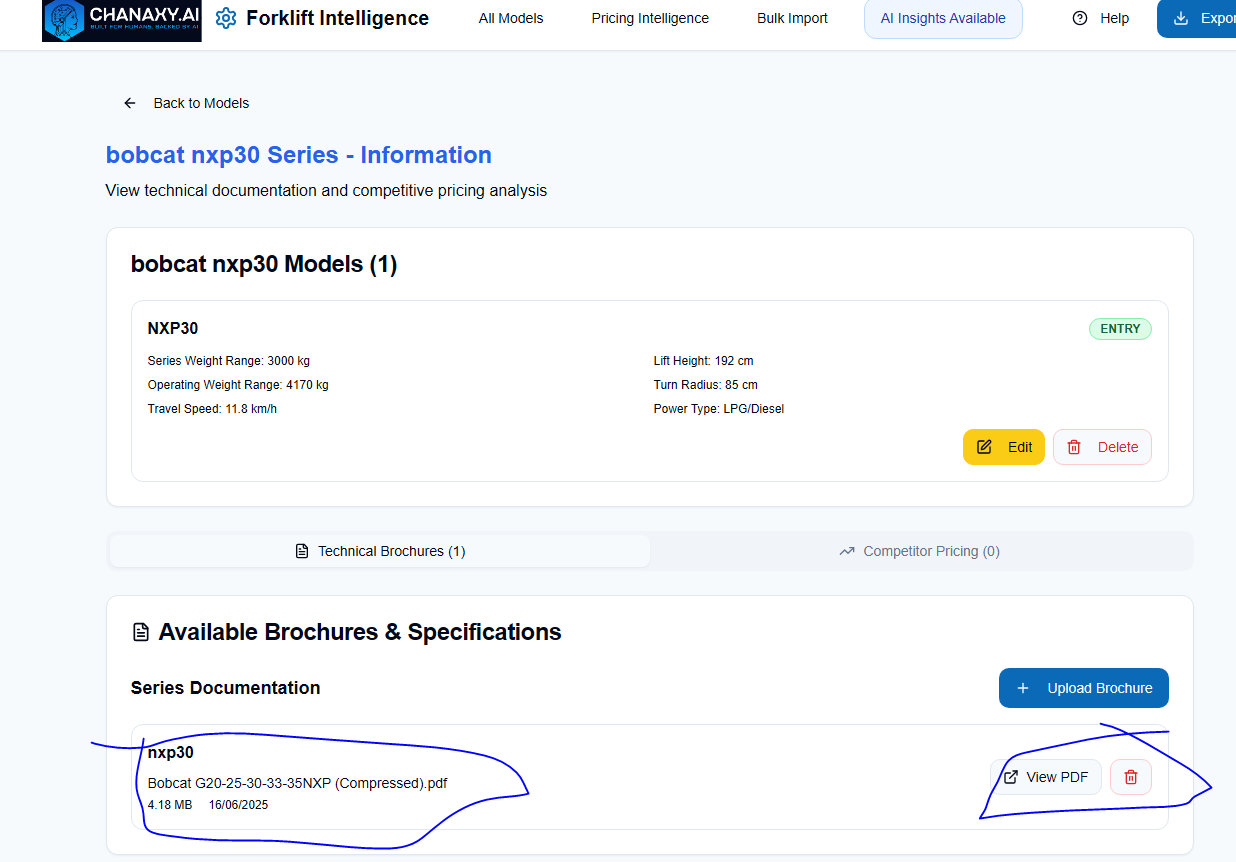 CHANAXY.AI
BUILT FOR HUMANS. BACKED BY AI
Forklift Intelligence
All Models
Pricing Intelligence
Bulk Import
AI Insights Available
Help
Expor
Back to Models
bobcat nxp30 Series - Information
View technical documentation and competitive pricing analysis
bobcat nxp30 Models (1)
NXP30
ENTRY
Series Weight Range: 3000 kg
Lift Height: 192 cm
Operating Weight Range: 4170 kg
Turn Radius: 85 cm
Travel Speed: 11.8 km/h
Power Type: LPG/Diesel
Edit
Delete
Technical Brochures (1)
Competitor Pricing (0)
Available Brochures & Specifications
Series Documentation
Upload Brochure
nxp30
Bobcat G20-25-30-33-35NXP (Compressed).pdf
4.18 MB 16/06/2025
View PDF